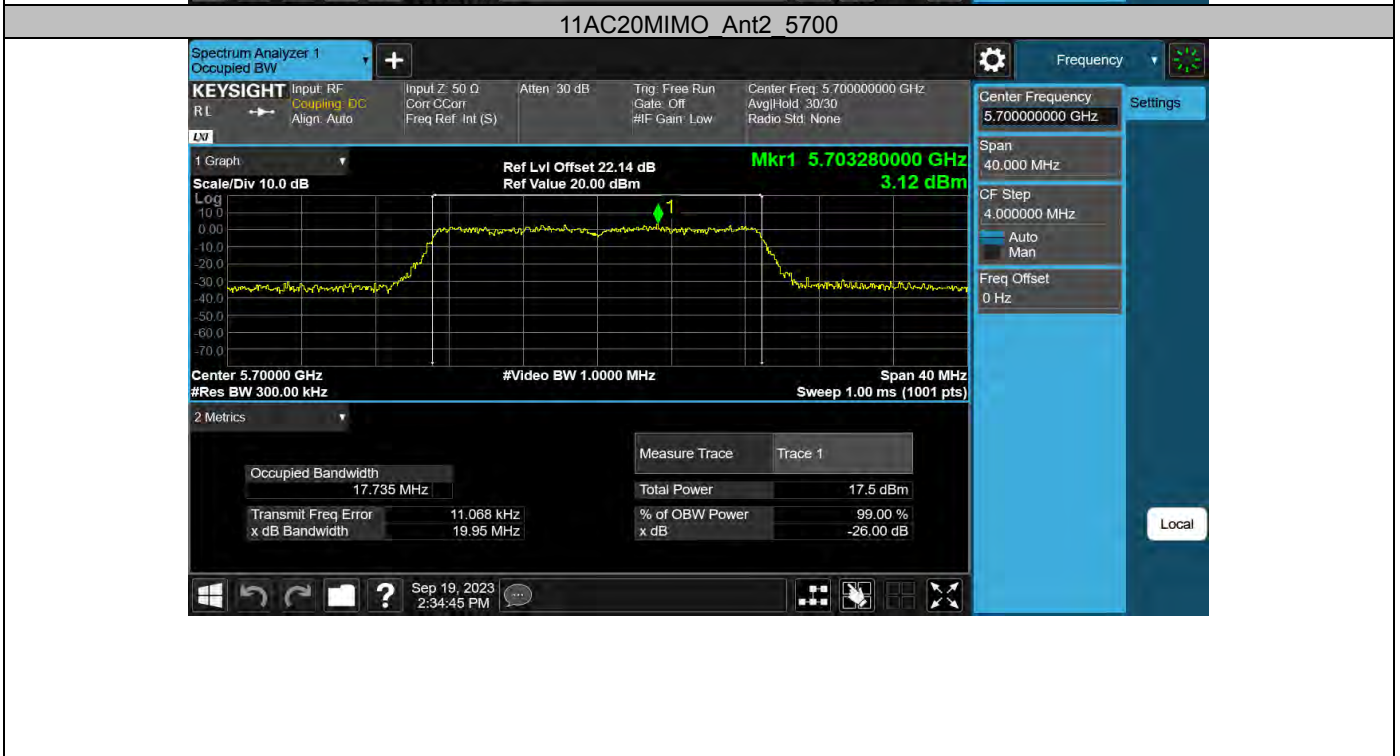 11AC20MIMO_Ant2_5700
Spectrum Analyzer 1
Occupied BW
+
Frequency
KEYSIGHT
RL
LXI
Input: RF
Coupling: DC
Align: Auto
Input Z: 50 Ω
Corr CCorr
Freq Ref: Int (S)
Atten: 30 dB
Trig: Free Run
Gate: Off
#IF Gain: Low
Center Freq: 5.700000000 GHz
Avg|Hold: 30/30
Radio Std: None
Center Frequency
5.700000000 GHz
Settings
Span
40.000 MHz
CF Step
4.000000 MHz
Auto
Man
Freq Offset
0 Hz
Local
1 Graph
Scale/Div 10.0 dB
Ref Lvl Offset 22.14 dB
Ref Value 20.00 dBm
Mkr1 5.703280000 GHz
3.12 dBm
Log
10.0
0.00
-10.0
-20.0
-30.0
-40.0
-50.0
-60.0
-70.0
1
Center 5.70000 GHz
#Res BW 300.00 kHz
#Video BW 1.0000 MHz
Span 40 MHz
Sweep 1.00 ms (1001 pts)
2 Metrics
Measure Trace Trace 1
Occupied Bandwidth
17.735 MHz
Total Power 17.5 dBm
Transmit Freq Error 11.068 kHz
% of OBW Power 99.00 %
x dB Bandwidth 19.95 MHz
x dB -26.00 dB
?
Sep 19, 2023
2:34:45 PM